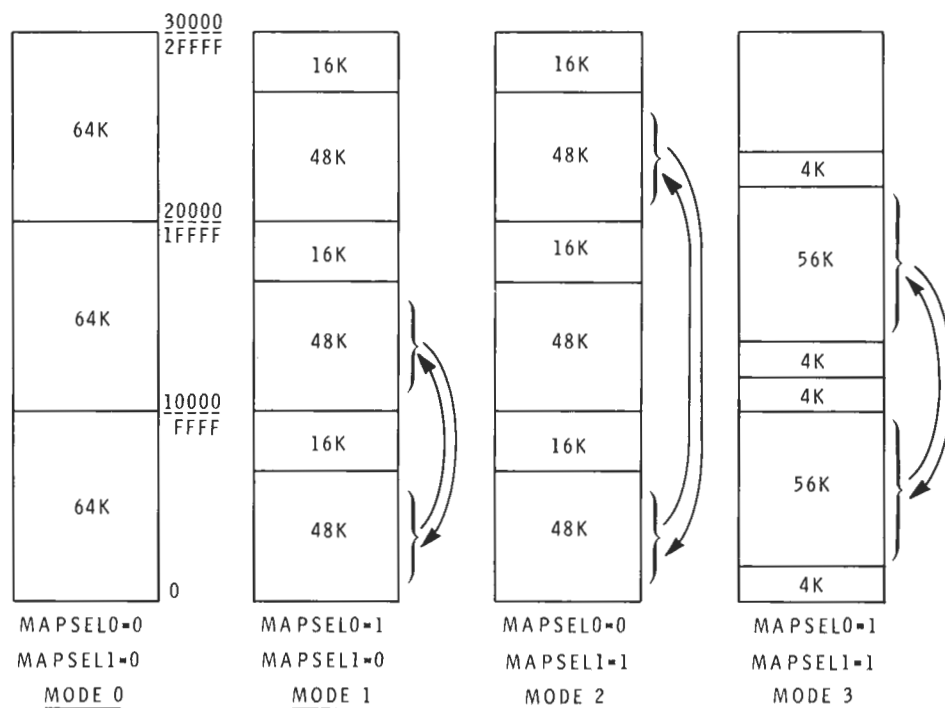 30000
2FFFF
64K
20000
1FFFF
64K
10000
FFFF
64K
0
MAPSEL0=0
MAPSEL1=0
MODE 0
16K
48K
16K
48K
16K
48K
MAPSEL0=1
MAPSEL1=0
MODE 1
16K
48K
16K
48K
16K
48K
MAPSEL0=0
MAPSEL1=1
MODE 2
4K
56K
4K
4K
56K
4K
MAPSEL0=1
MAPSEL1=1
MODE 3